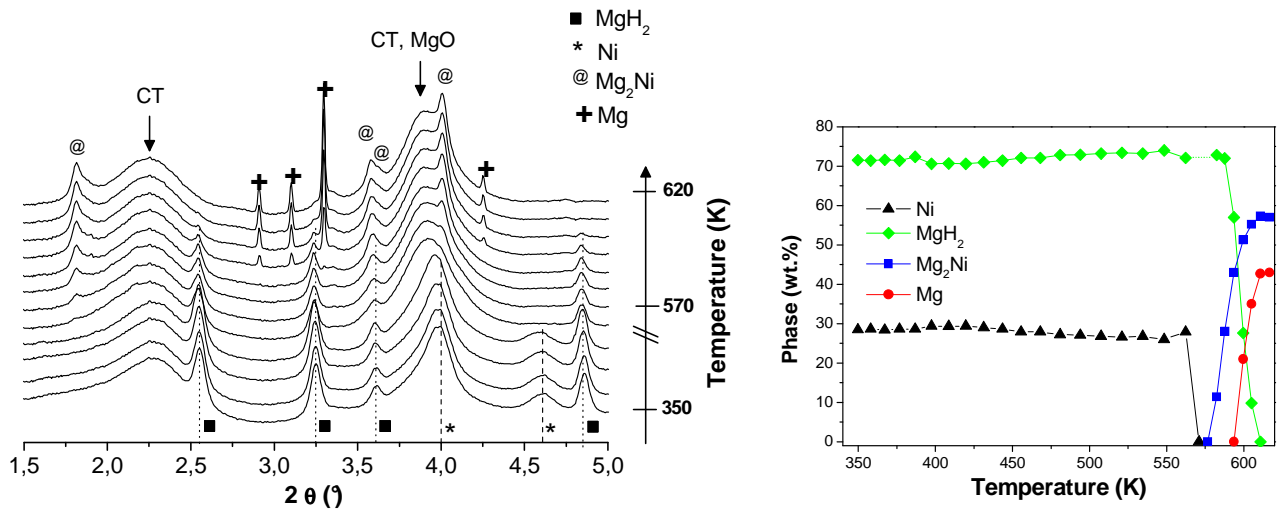 ■ MgH2
* Ni
@ Mg2Ni
+ Mg
CT, MgO
@
CT
@
@
@
+
+
+
+
620
570
350
Temperature (K)
■
■
■
*
*
■
1,5 2,0 2,5 3,0 3,5 4,0 4,5 5,0
2 θ (°)
80
70
60
50
40
30
20
10
0
Phase (wt.%)
Ni
MgH2
Mg2Ni
Mg
350 400 450 500 550 600
Temperature (K)